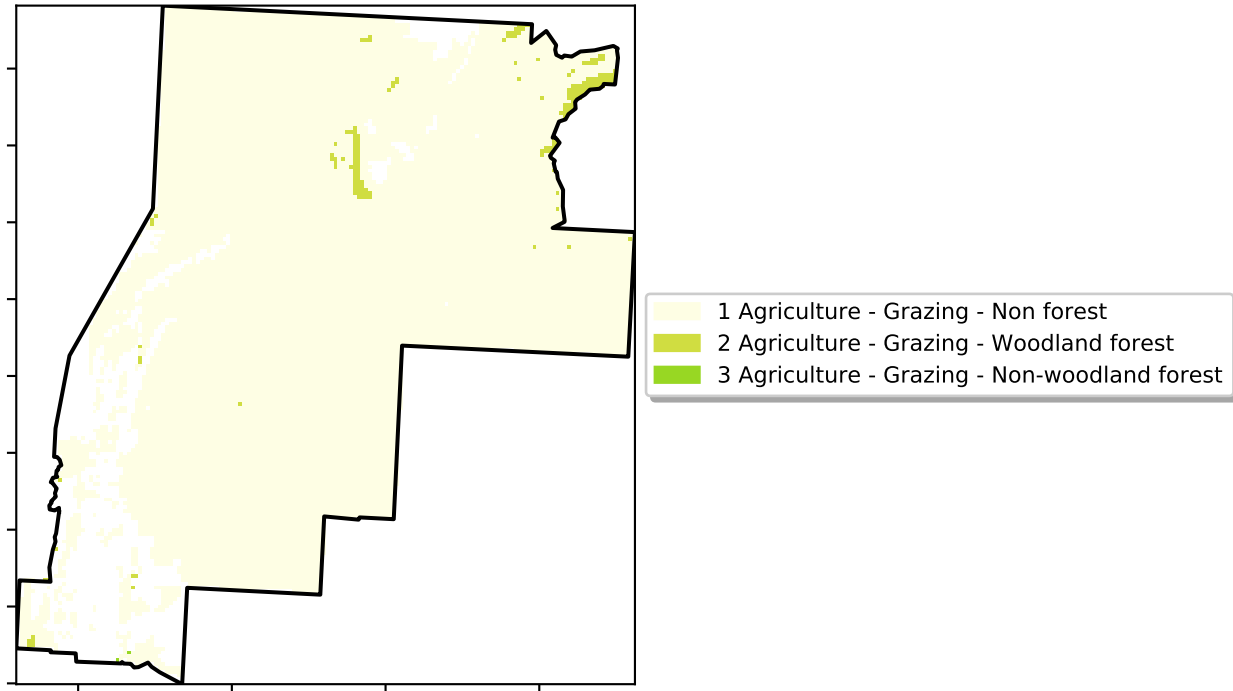 1 Agriculture - Grazing - Non forest
2 Agriculture - Grazing - Woodland forest
3 Agriculture - Grazing - Non-woodland forest